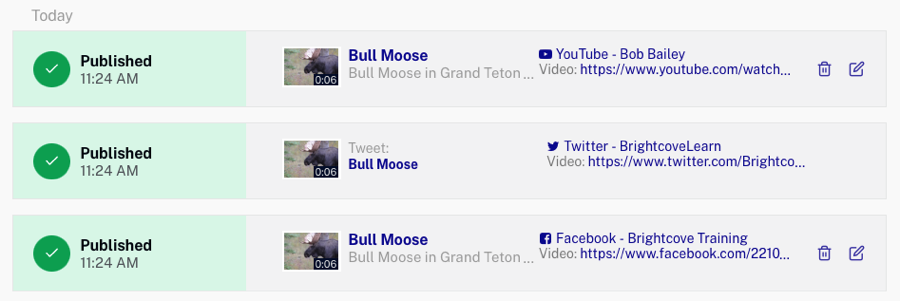 Today
Published
11:24 AM
0:06
Bull Moose
Bull Moose in Grand Teton ...
YouTube - Bob Bailey
Video: https://www.youtube.com/watch...
Published
11:24 AM
0:06
Tweet:
Bull Moose
Twitter - BrightcoveLearn
Video: https://www.twitter.com/Brightco...
Published
11:24 AM
0:06
Bull Moose
Bull Moose in Grand Teton ...
Facebook - Brightcove Training
Video: https://www.facebook.com/2210...